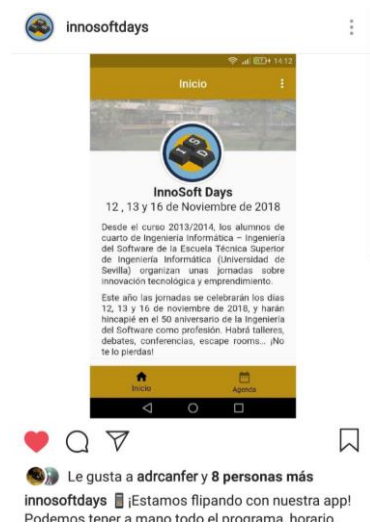 innosoftdays
14:12
Inicio
InnoSoft Days
12 , 13 y 16 de Noviembre de 2018
Desde el curso 2013/2014, los alumnos de
cuarto de Ingeniería Informática – Ingeniería
del Software de la Escuela Técnica Superior
de Ingeniería Informática (Universidad de
Sevilla) organizan unas jornadas sobre
innovación tecnológica y emprendimiento.
Este año las jornadas se celebrarán los días
12, 13 y 16 de noviembre de 2018, y harán
hincapié en el 50 aniversario de la Ingeniería
del Software como profesión. Habrá talleres,
debates, conferencias, escape rooms... ¡No
te lo pierdas!
Inicio Agenda
Le gusta a adrcanfer y 8 personas más
innosoftdays 📱 ¡Estamos flipando con nuestra app!
Podemos tener a mano todo el programa, horario